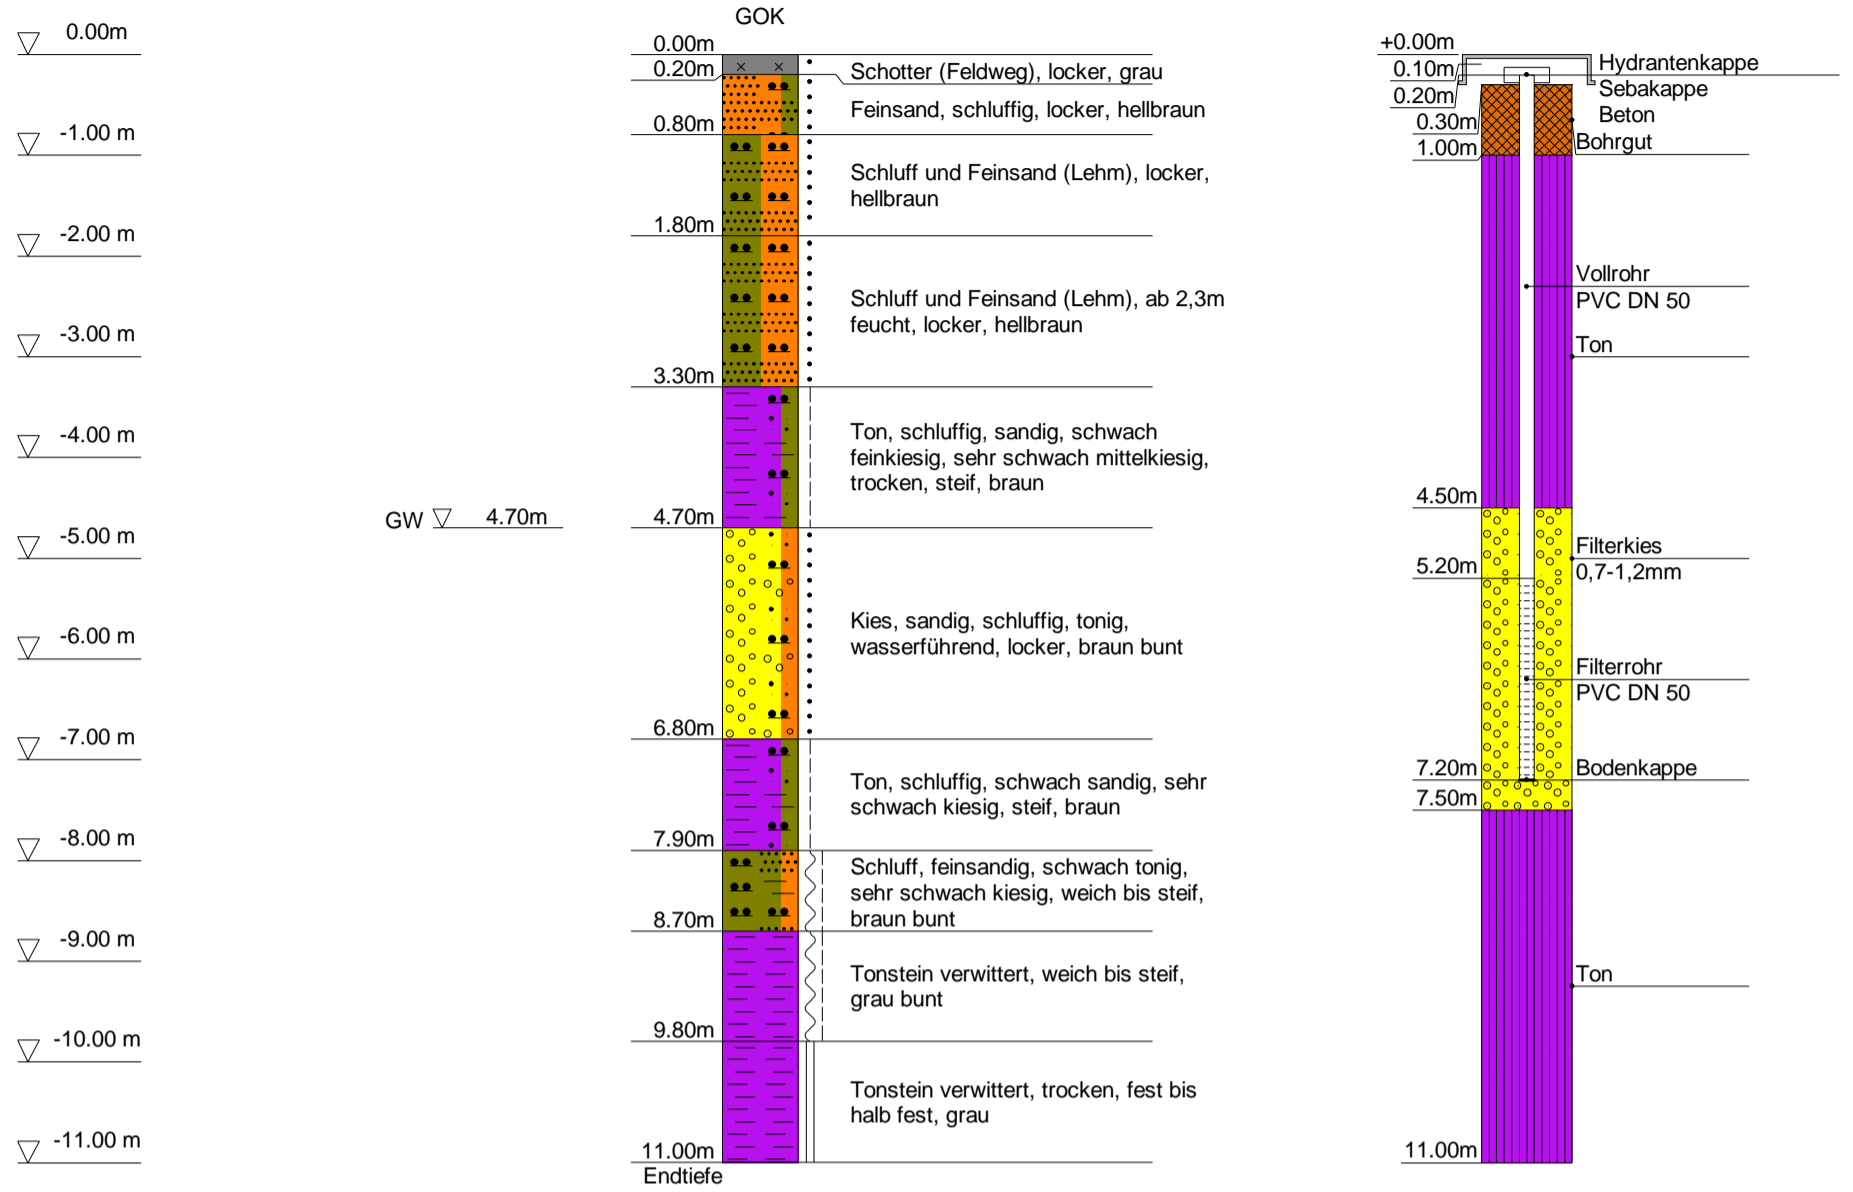 GOK
0.00m
-1.00 m
-2.00 m
-3.00 m
-4.00 m
-5.00 m
-6.00 m
-7.00 m
-8.00 m
-9.00 m
-10.00 m
-11.00 m
GW 4.70m
0.00m
0.20m
Schotter (Feldweg), locker, grau
Feinsand, schluffig, locker, hellbraun
0.80m
Schluff und Feinsand (Lehm), locker,
hellbraun
1.80m
Schluff und Feinsand (Lehm), ab 2,3m
feucht, locker, hellbraun
3.30m
Ton, schluffig, sandig, schwach
feinkiesig, sehr schwach mittelkiesig,
trocken, steif, braun
4.70m
Kies, sandig, schluffig, tonig,
wasserführend, locker, braun bunt
6.80m
Ton, schluffig, schwach sandig, sehr
schwach kiesig, steif, braun
7.90m
Schluff, feinsandig, schwach tonig,
sehr schwach kiesig, weich bis steif,
braun bunt
8.70m
Tonstein verwittert, weich bis steif,
grau bunt
9.80m
Tonstein verwittert, trocken, fest bis
halb fest, grau
11.00m
Endtiefe
+0.00m
0.10m
0.20m
0.30m
1.00m
Hydrantenkappe
Sebakappe
Beton
Bohrgut
Vollrohr
PVC DN 50
Ton
4.50m
Filterkies
0,7-1,2mm
5.20m
Filterrohr
PVC DN 50
7.20m
Bodenkappe
7.50m
Ton
11.00m